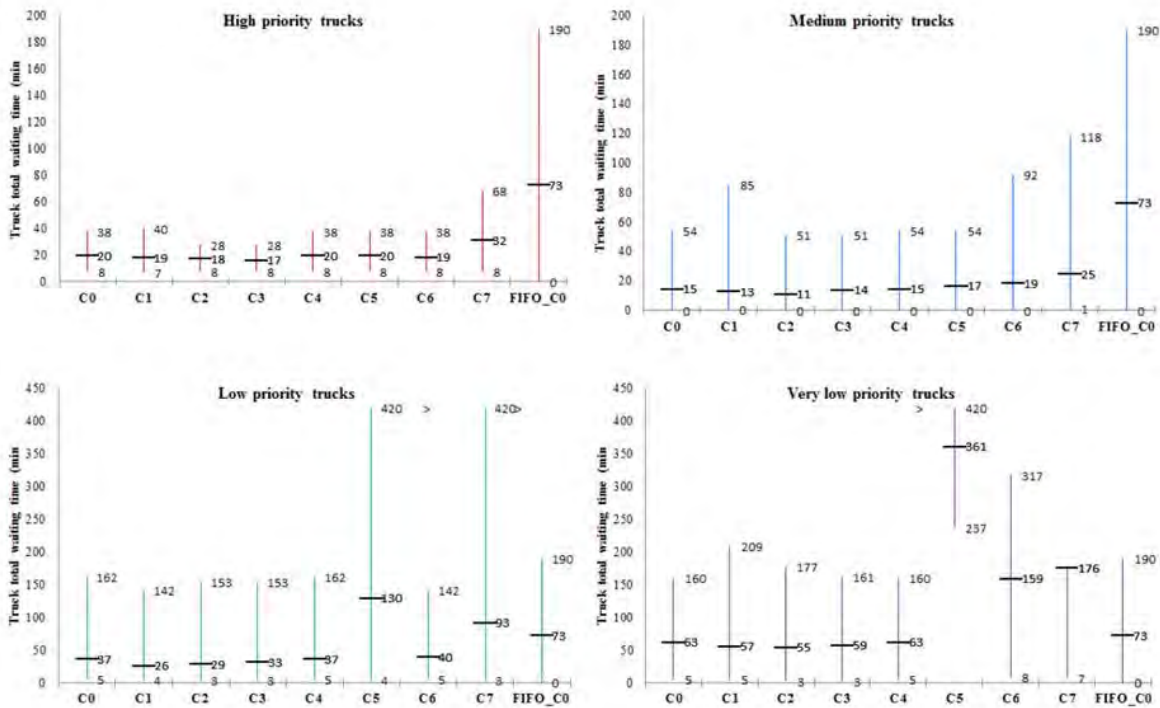 High priority trucks
Truck total waiting time (min
200
180
160
140
120
100
80
60
40
20
0
38 40 28 28 38 38 38 68 190
20 19 18 17 20 20 19 32 73
8 7 8 8 8 8 8 8 0
C0 C1 C2 C3 C4 C5 C6 C7 FIFO_C0
Medium priority trucks
Truck total waiting time (min
200
180
160
140
120
100
80
60
40
20
0
54 85 51 51 54 54 92 118 190
15 13 11 14 15 17 19 25 73
0 0 0 0 0 0 0 1 0
C0 C1 C2 C3 C4 C5 C6 C7 FIFO_C0
Low priority trucks
Truck total waiting time (min
450
400
350
300
250
200
150
100
50
0
162 142 153 153 162 420 > 142 420> 190
37 26 29 33 37 130 40 93 73
5 4 3 3 5 4 5 3 0
C0 C1 C2 C3 C4 C5 C6 C7 FIFO_C0
Very low priority trucks
Truck total waiting time (min
450
400
350
300
250
200
150
100
50
0
160 209 177 161 160 > 420 317 176 190
63 57 55 59 63 361 159 73
5 5 3 3 5 237 8 7 0
C0 C1 C2 C3 C4 C5 C6 C7 FIFO_C0